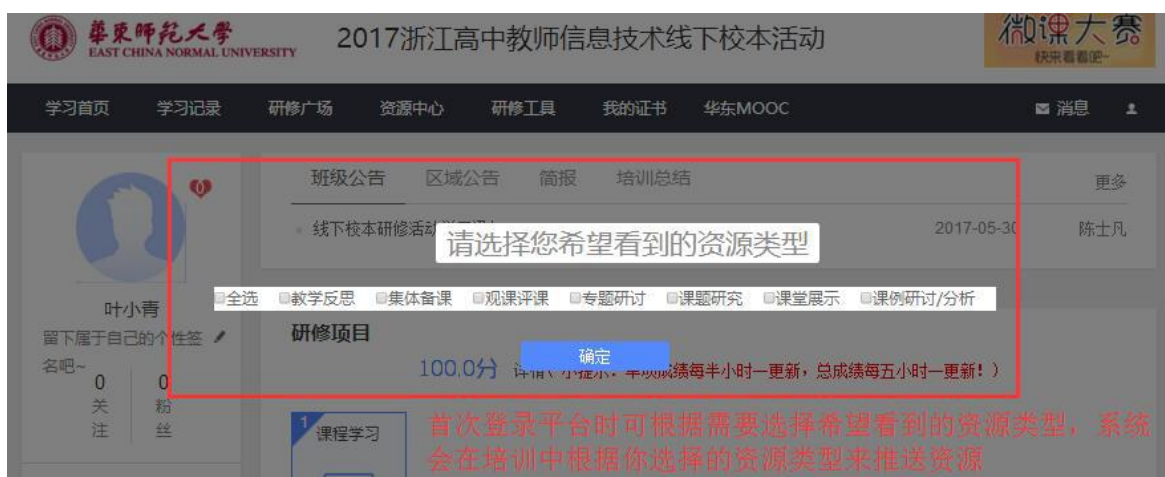 華東師範大學
EAST CHINA NORMAL UNIVERSITY
2017浙江高中教师信息技术线下校本活动
微课大赛
快来看看吧~
学习首页 学习记录 研修广场 资源中心 研修工具 我的证书 华东MOOC 消息
0
班级公告 区域公告 简报 培训总结 更多
线下校本研修活动 2017-05-30 陈士凡
请选择您希望看到的资源类型
全选 教学反思 集体备课 观课评课 专题研讨 课题研究 课堂展示 课例研讨/分析
叶小青
留下属于自己的个性签
名吧~
0 0
关 粉
注 丝
研修项目
确定
100.0分 详情(小提示:单项成绩每半小时一更新,总成绩每五小时一更新!)
1
课程学习
首次登录平台时可根据需要选择希望看到的资源类型,系统
会在培训中根据你选择的资源类型来推送资源